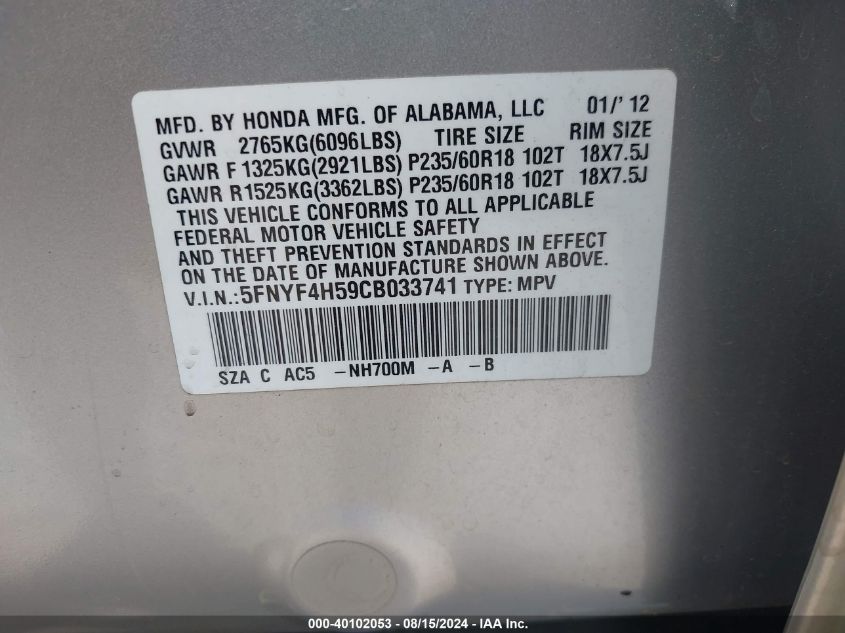 MFD. BY HONDA MFG. OF ALABAMA, LLC 01/' 12
GVWR 2765KG(6096LBS) TIRE SIZE RIM SIZE
GAWR F 1325KG(2921LBS) P235/60R18 102T 18X7.5J
GAWR R1525KG(3362LBS) P235/60R18 102T 18X7.5J
THIS VEHICLE CONFORMS TO ALL APPLICABLE
FEDERAL MOTOR VEHICLE SAFETY
AND THEFT PREVENTION STANDARDS IN EFFECT
ON THE DATE OF MANUFACTURE SHOWN ABOVE.
V.I.N.:5FNYF4H59CB033741 TYPE: MPV
SZA C AC5 -NH700M -A -B
000-40102053 - 08/15/2024 - IAA Inc.